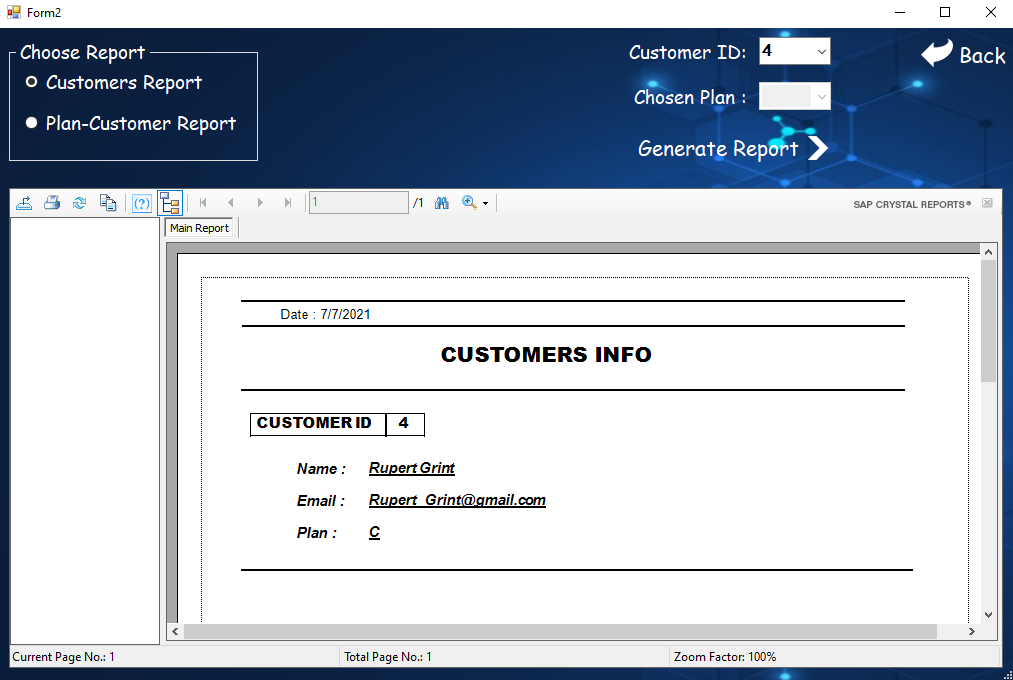 Form2
Choose Report
Customers Report
Plan-Customer Report
Customer ID: 4
Chosen Plan :
Generate Report
Back
(?)
1 /1
SAP CRYSTAL REPORTS®
Main Report
Date : 7/7/2021
CUSTOMERS INFO
CUSTOMER ID 4
Name : Rupert Grint
Email : Rupert_Grint@gmail.com
Plan : C
Current Page No.: 1 Total Page No.: 1 Zoom Factor: 100%